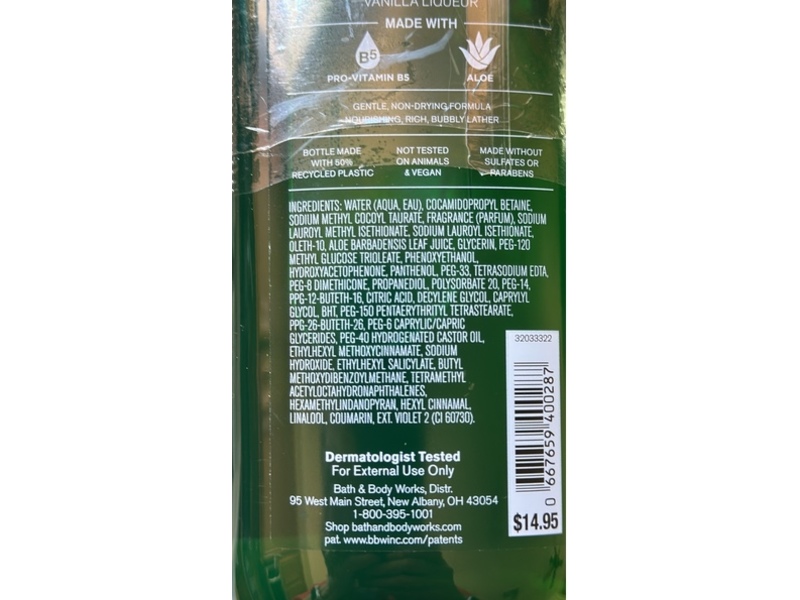 VANILLA LIQUEUR
MADE WITH
B5
PRO-VITAMIN B5
ALOE
GENTLE, NON-DRYING FORMULA
NOURISHING, RICH, BUBBLY LATHER
BOTTLE MADE
WITH 50%
RECYCLED PLASTIC
NOT TESTED
ON ANIMALS
& VEGAN
MADE WITHOUT
SULFATES OR
PARABENS
INGREDIENTS: WATER (AQUA, EAU), COCAMIDOPROPYL BETAINE,
SODIUM METHYL COCOYL TAURATE, FRAGRANCE (PARFUM), SODIUM
LAUROYL METHYL ISETHIONATE, SODIUM LAUROYL ISETHIONATE,
OLETH-10, ALOE BARBADENSIS LEAF JUICE, GLYCERIN, PEG-120
METHYL GLUCOSE TRIOLEATE, PHENOXYETHANOL,
HYDROXYACETOPHENONE, PANTHENOL, PEG-33, TETRASODIUM EDTA,
PEG-8 DIMETHICONE, PROPANEDIOL, POLYSORBATE 20, PEG-14,
PPG-12-BUTETH-16, CITRIC ACID, DECYLENE GLYCOL, CAPRYLYL
GLYCOL, BHT, PEG-150 PENTAERYTHRITYL TETRASTEARATE,
PPG-26-BUTETH-26, PEG-6 CAPRYLIC/CAPRIC
GLYCERIDES, PEG-40 HYDROGENATED CASTOR OIL,
ETHYLHEXYL METHOXYCINNAMATE, SODIUM
HYDROXIDE, ETHYLHEXYL SALICYLATE, BUTYL
METHOXYDIBENZOYLMETHANE, TETRAMETHYL
ACETYLOCTAHYDRONAPHTHALENES,
HEXAMETHYLINDANOPYRAN, HEXYL CINNAMAL,
LINALOOL, COUMARIN, EXT. VIOLET 2 (CI 60730).
32033322
0 667659 400287
$14.95
Dermatologist Tested
For External Use Only
Bath & Body Works, Distr.
95 West Main Street, New Albany, OH 43054
1-800-395-1001
Shop bathandbodyworks.com
pat. www.bbwinc.com/patents